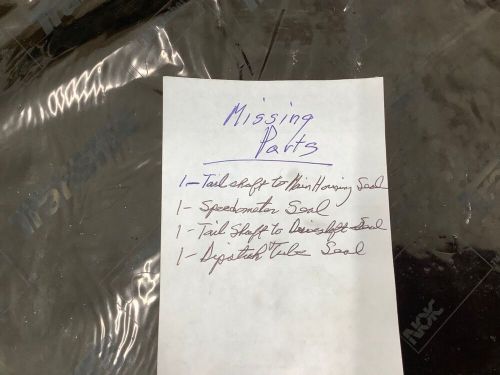 Missing
Parts
1- Tail shaft to Main Housing Seal
1- Speedometer Seal
1- Tail Shaft to Driveshaft Seal
1- Dipstick Tube Seal
NOK